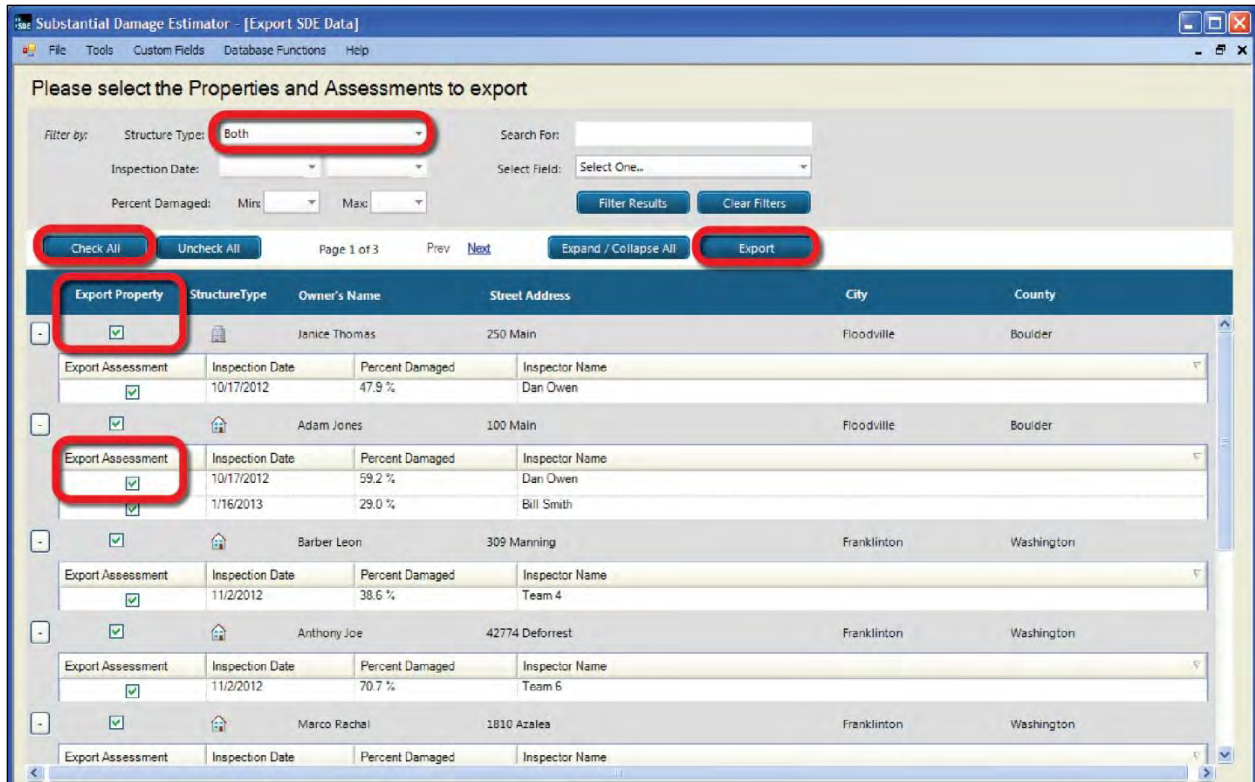 SDE Substantial Damage Estimator - [Export SDE Data]
File Tools Custom Fields Database Functions Help
Please select the Properties and Assessments to export
Filter by: Structure Type: Both Search For:
Inspection Date: Select Field: Select One...
Percent Damaged: Min: Max: Filter Results Clear Filters
Check All Uncheck All Page 1 of 3 Prev Next Expand / Collapse All Export
Export Property StructureType Owner's Name Street Address City County
Janice Thomas 250 Main Floodville Boulder
Export Assessment Inspection Date Percent Damaged Inspector Name
10/17/2012 47.9 % Dan Owen
Adam Jones 100 Main Floodville Boulder
Export Assessment Inspection Date Percent Damaged Inspector Name
10/17/2012 59.2 % Dan Owen
1/16/2013 29.0 % Bill Smith
Barber Leon 309 Manning Franklinton Washington
Export Assessment Inspection Date Percent Damaged Inspector Name
11/2/2012 38.6 % Team 4
Anthony Joe 42774 Deforrest Franklinton Washington
Export Assessment Inspection Date Percent Damaged Inspector Name
11/2/2012 70.7 % Team 6
Marco Rachal 1810 Azalea Franklinton Washington
Export Assessment Inspection Date Percent Damaged Inspector Name